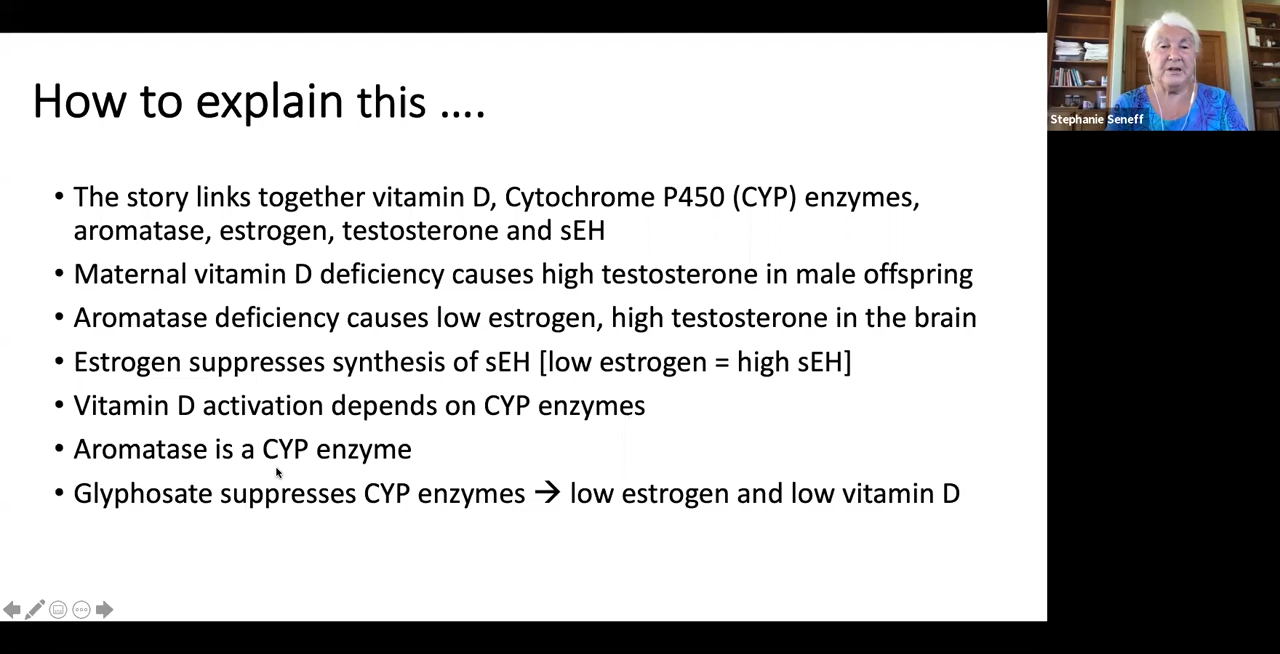 How to explain this ....
• The story links together vitamin D, Cytochrome P450 (CYP) enzymes,
aromatase, estrogen, testosterone and sEH
• Maternal vitamin D deficiency causes high testosterone in male offspring
• Aromatase deficiency causes low estrogen, high testosterone in the brain
• Estrogen suppresses synthesis of sEH [low estrogen = high sEH]
• Vitamin D activation depends on CYP enzymes
• Aromatase is a CYP enzyme
• Glyphosate suppresses CYP enzymes → low estrogen and low vitamin D
Stephanie Seneff